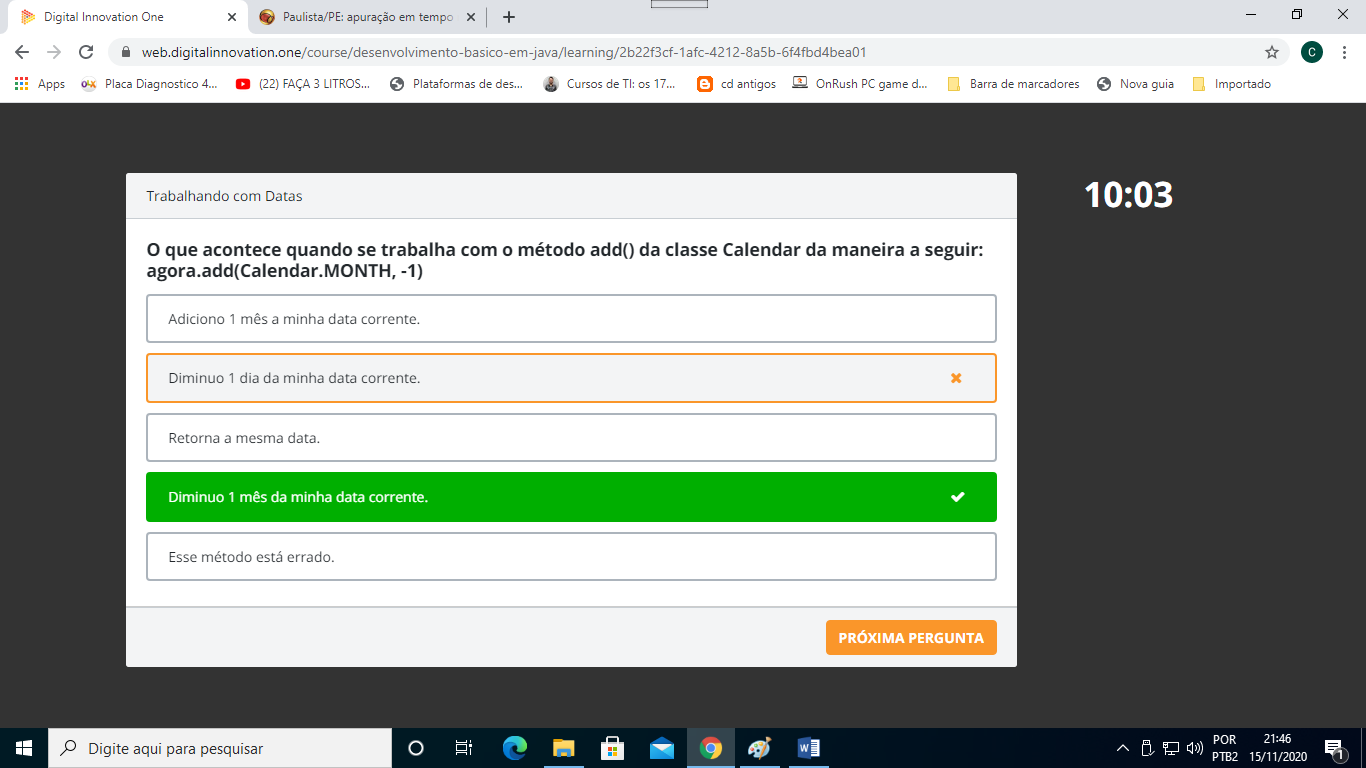 Digital Innovation One
Paulista/PE: apuração em tempo
web.digitalinnovation.one/course/desenvolvimento-basico-em-java/learning/2b22f3cf-1afc-4212-8a5b-6f4fbd4bea01
C
Apps
Placa Diagnostico 4...
(22) FAÇA 3 LITROS...
Plataformas de des...
Cursos de TI: os 17...
cd antigos
OnRush PC game d...
Barra de marcadores
Nova guia
Importado
Trabalhando com Datas
10:03
O que acontece quando se trabalha com o método add() da classe Calendar da maneira a seguir:
agora.add(Calendar.MONTH, -1)
Adiciono 1 mês a minha data corrente.
Diminuo 1 dia da minha data corrente.
Retorna a mesma data.
Diminuo 1 mês da minha data corrente.
Esse método está errado.
PRÓXIMA PERGUNTA
Digite aqui para pesquisar
POR
PTB2
21:46
15/11/2020
1